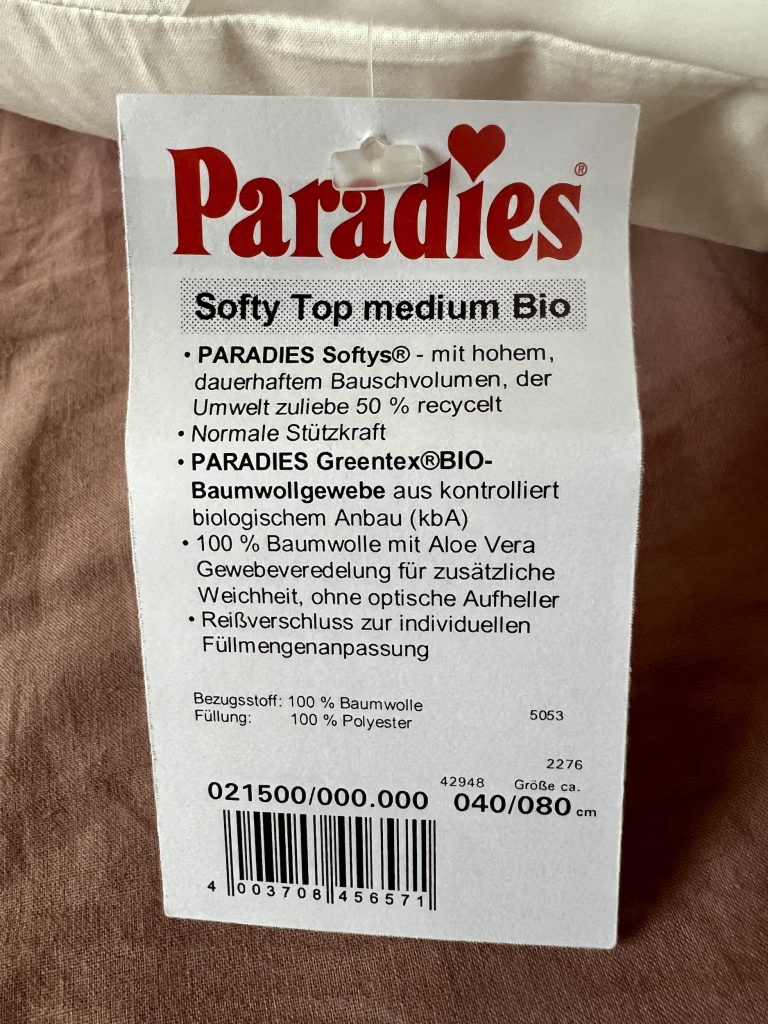 Paradies®
Softy Top medium Bio
• PARADIES Softys® - mit hohem,
dauerhaftem Bauschvolumen, der
Umwelt zuliebe 50 % recycelt
• Normale Stützkraft
• PARADIES Greentex®BIO-
Baumwollgewebe aus kontrolliert
biologischem Anbau (kbA)
• 100 % Baumwolle mit Aloe Vera
Gewebeveredelung für zusätzliche
Weichheit, ohne optische Aufheller
• Reißverschluss zur individuellen
Füllmengenanpassung
Bezugsstoff: 100 % Baumwolle
Füllung: 100 % Polyester 5053
2276
42948 Größe ca.
021500/000.000 040/080 cm
4 003708 456571